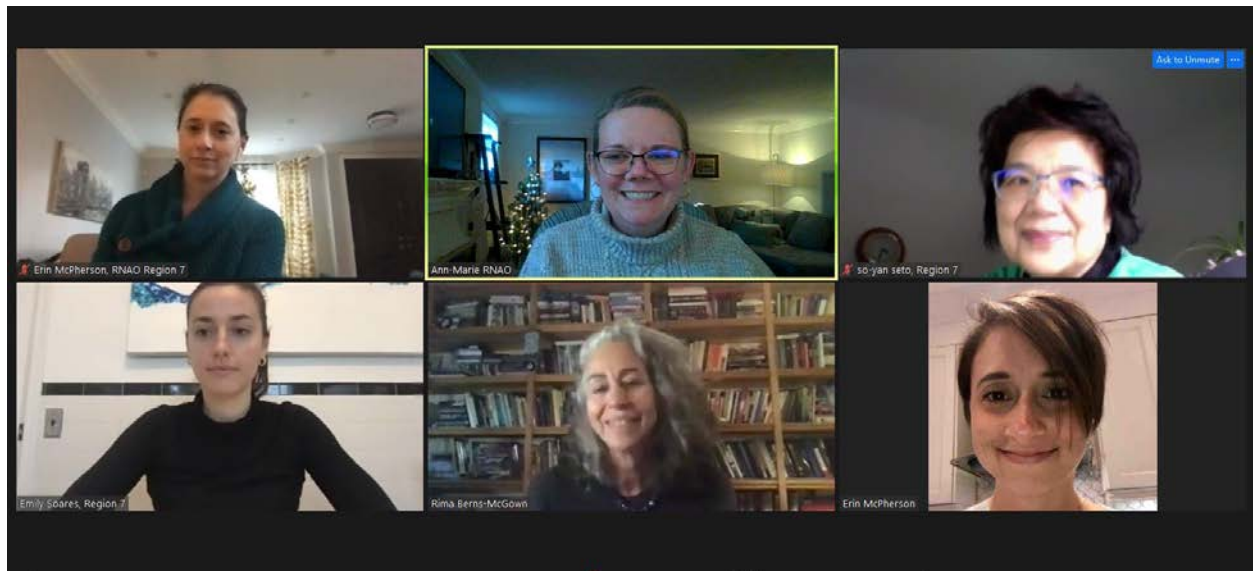 Ask to Unmute ...
Erin McPherson, RNAO Region 7
Ann-Marie RNAO
so-yan seto, Region 7
Emily Soares, Region 7
Rima Berns-McGown
Erin McPherson